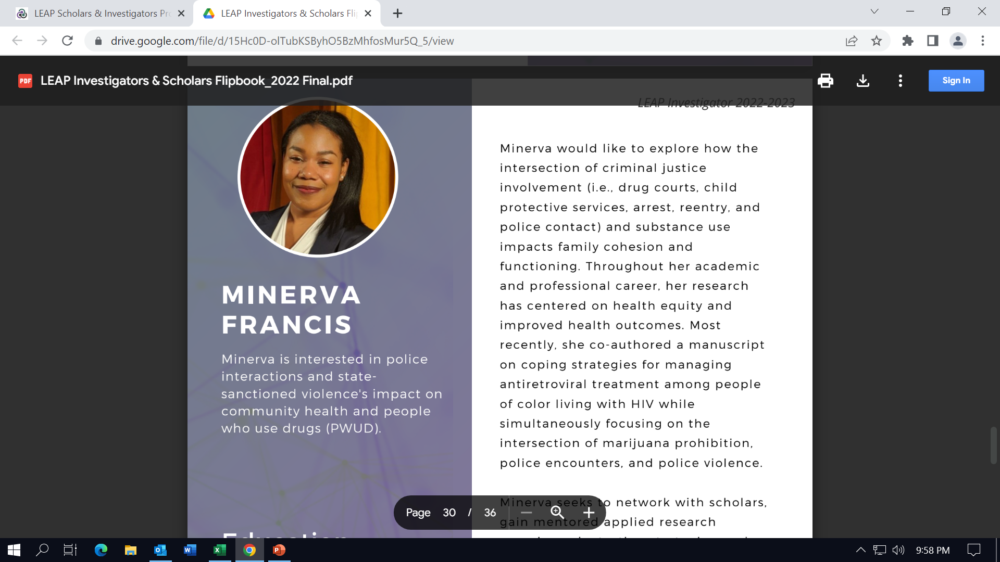 LEAP Scholars & Investigators Pr
LEAP Investigators & Scholars Fli
drive.google.com/file/d/15Hc0D-olTubKSByhO5BzMhfosMur5Q_5/view
PDF
LEAP Investigators & Scholars Flipbook_2022 Final.pdf
Sign In
LEAP Investigator 2022-2023
MINERVA
FRANCIS
Minerva is interested in police
interactions and state-
sanctioned violence's impact on
community health and people
who use drugs (PWUD).
Education
Minerva would like to explore how the
intersection of criminal justice
involvement (i.e., drug courts, child
protective services, arrest, reentry, and
police contact) and substance use
impacts family cohesion and
functioning. Throughout her academic
and professional career, her research
has centered on health equity and
improved health outcomes. Most
recently, she co-authored a manuscript
on coping strategies for managing
antiretroviral treatment among people
of color living with HIV while
simultaneously focusing on the
intersection of marijuana prohibition,
police encounters, and police violence.
Minerva seeks to network with scholars,
gain mentored applied research
Page 30 / 36
9:58 PM